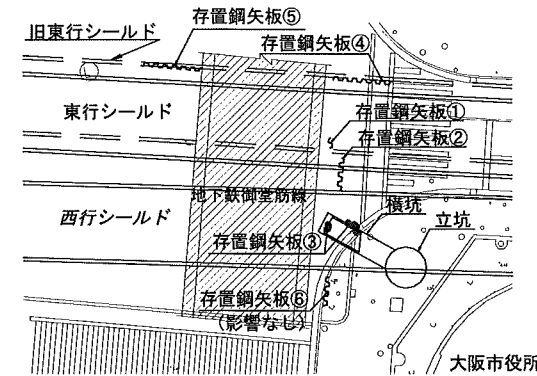 存置鋼矢板⑤
旧東行シールド
存置鋼矢板④
東行シールド
存置鋼矢板①
存置鋼矢板②
地下鉄御堂筋線
横坑
西行シールド
立坑
存置鋼矢板③
存置鋼矢板⑥
(影響なし)
大阪市役所